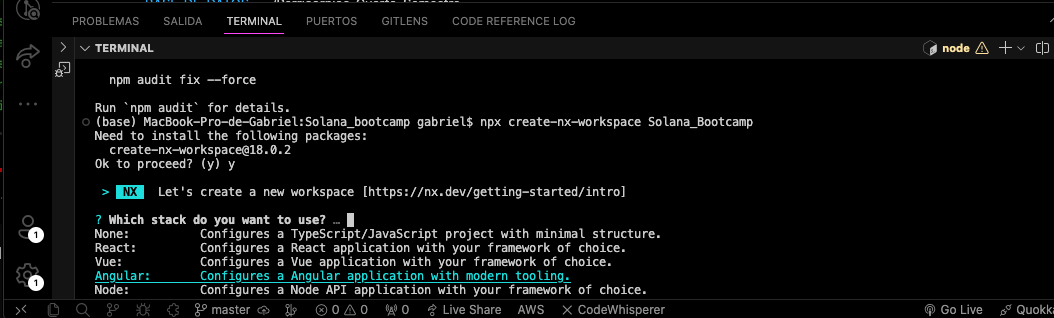 PROBLEMAS SALIDA TERMINAL PUERTOS GITLENS CODE REFERENCE LOG
TERMINAL
node
npm audit fix --force
Run `npm audit` for details.
(base) MacBook-Pro-de-Gabriel:Solana_bootcamp gabriel$ npx create-nx-workspace Solana_Bootcamp
Need to install the following packages:
create-nx-workspace@18.0.2
Ok to proceed? (y) y
> NX Let's create a new workspace [https://nx.dev/getting-started/intro]
? Which stack do you want to use? …
None: Configures a TypeScript/JavaScript project with minimal structure.
React: Configures a React application with your framework of choice.
Vue: Configures a Vue application with your framework of choice.
Angular: Configures a Angular application with modern tooling.
Node: Configures a Node API application with your framework of choice.
1
1
master 0 0 0 Live Share AWS CodeWhisperer Go Live Quokka